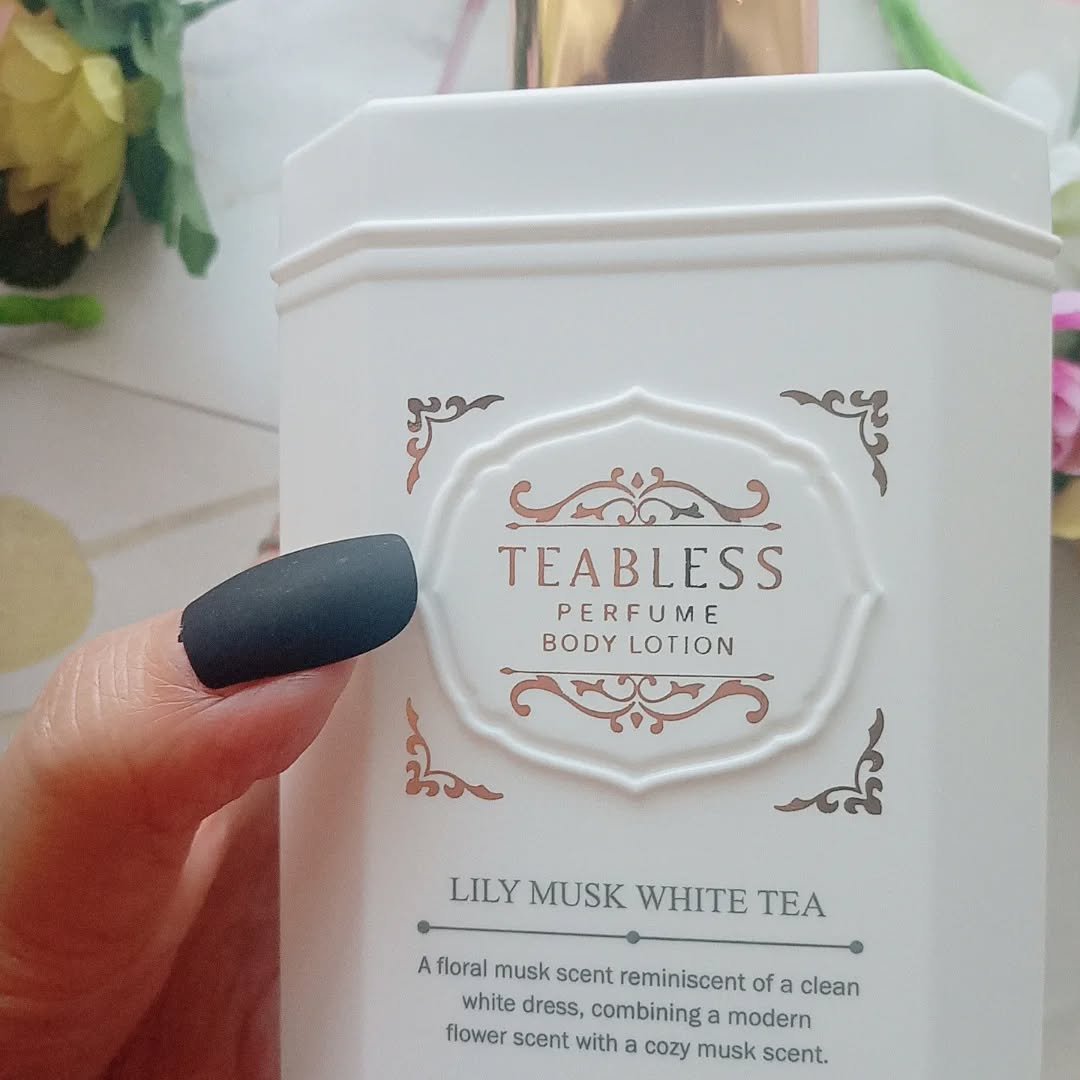 TEABLESS
PERFUME
BODY LOTION
LILY MUSK WHITE TEA
A floral musk scent reminiscent of a clean
white dress, combining a modern
flower scent with a cozy musk scent.